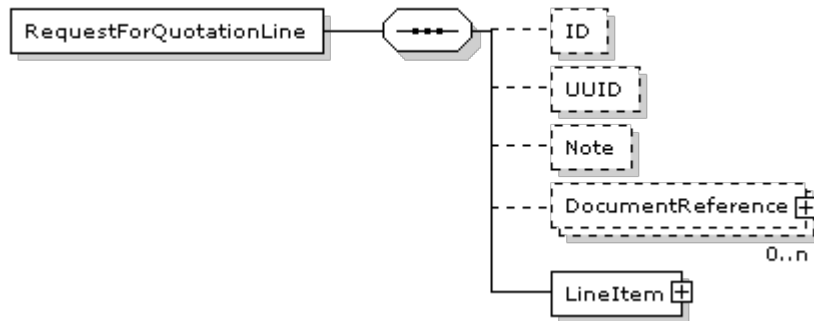 RequestForQuotationLine
ID
UUID
Note
DocumentReference
0..n
LineItem